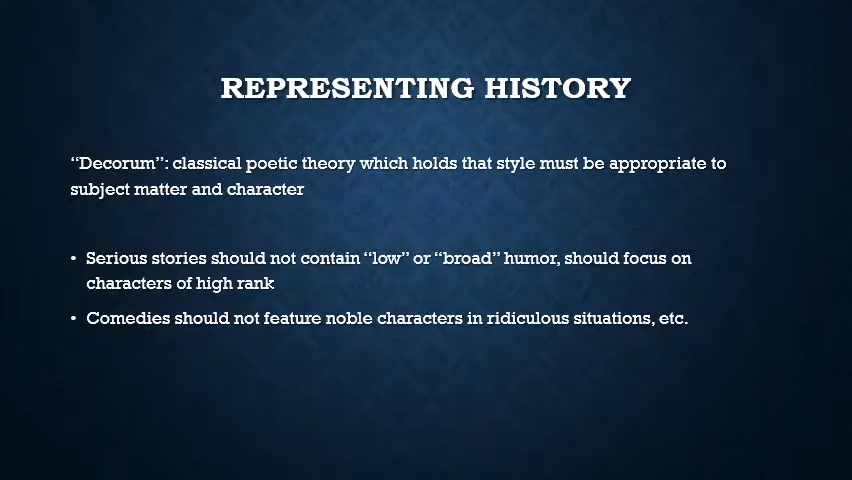 REPRESENTING HISTORY
“Decorum”: classical poetic theory which holds that style must be appropriate to
subject matter and character
• Serious stories should not contain “low” or “broad” humor, should focus on
characters of high rank
• Comedies should not feature noble characters in ridiculous situations, etc.